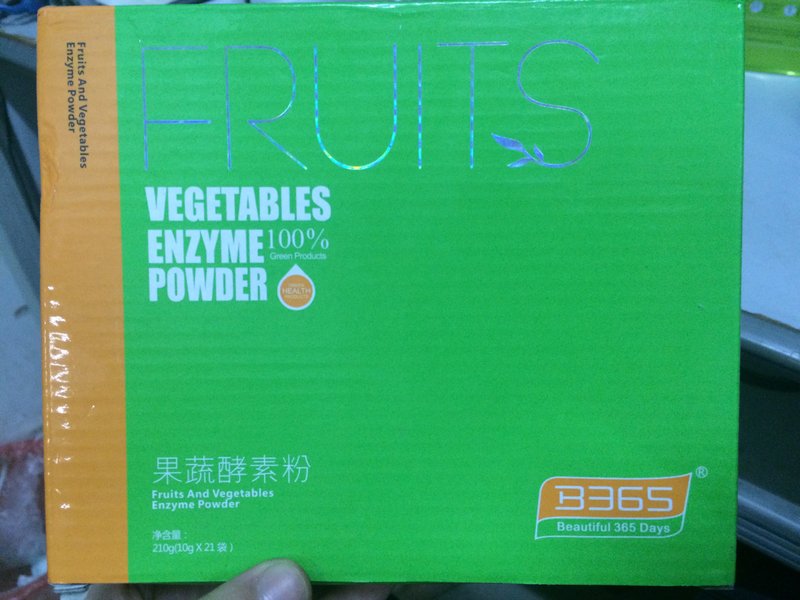 Fruits And Vegetables
Enzyme Powder
FRUITS
VEGETABLES
ENZYME
100%
Green Products
POWDER
HEALTH
PRODUCTS
果蔬酵素粉
Fruits And Vegetables
Enzyme Powder
净含量：
210g(10g X 21 袋)
B365
®
Beautiful 365 Days